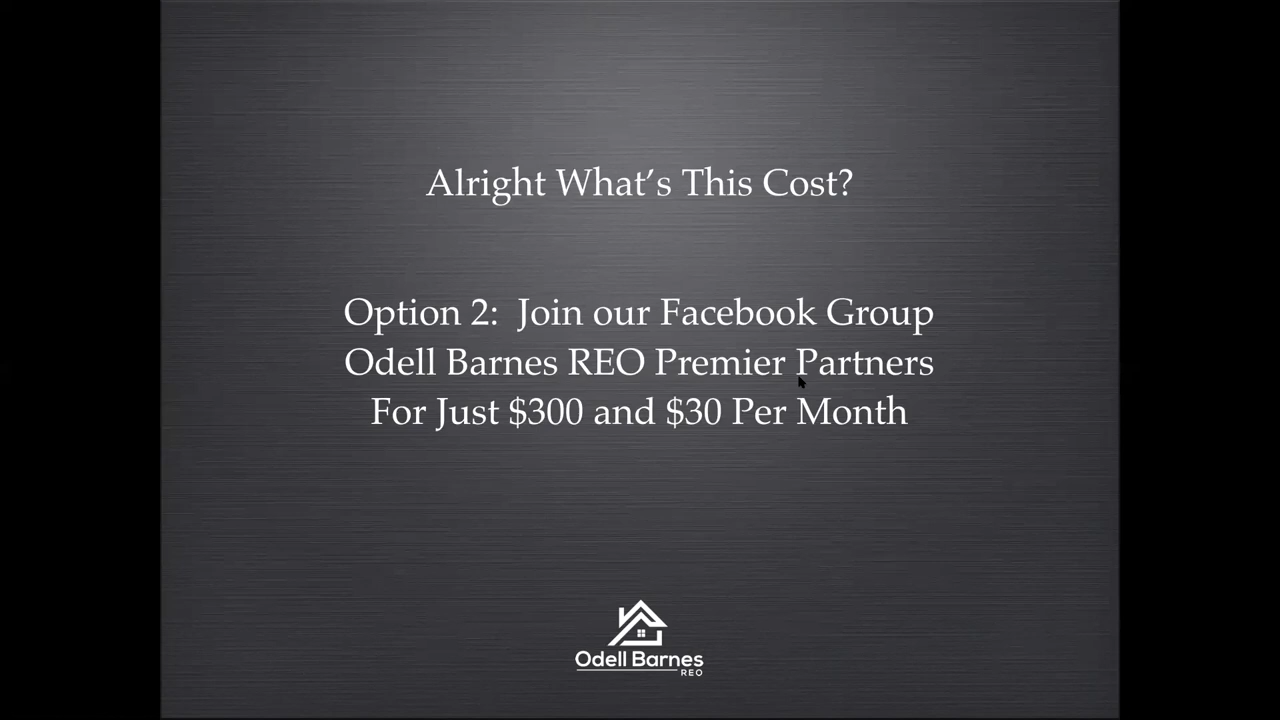 Alright What's This Cost?
Option 2: Join our Facebook Group
Odell Barnes REO Premier Partners
For Just $300 and $30 Per Month
Odell Barnes
REO